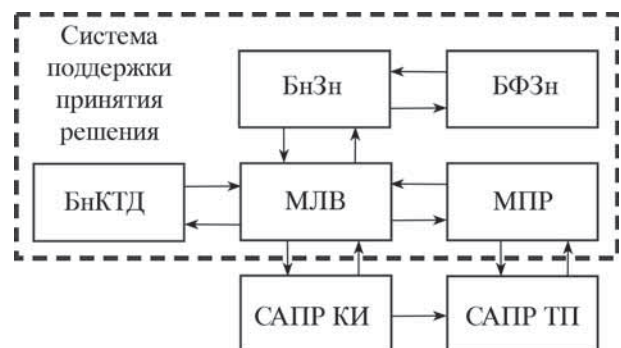 Система
поддержки
принятия
решения
БнЗн
БФЗн
БнКТД
МЛВ
МПР
САПР КИ
САПР ТП